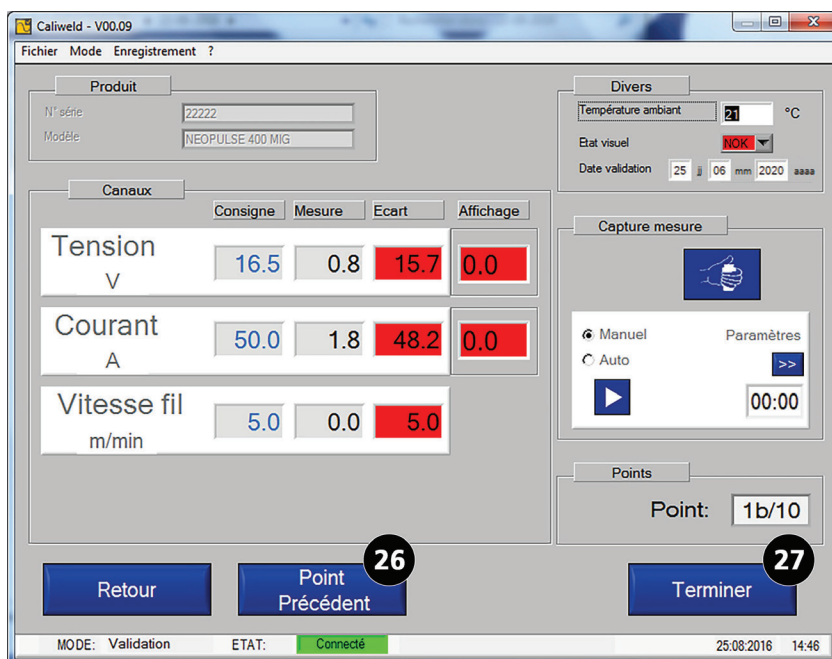 Caliweld - V00.09
Fichier Mode Enregistrement ?
Produit
N° série 22222
Modèle NEOPULSE 400 MIG
Divers
Température ambiant 21 °C
Etat visuel NOK
Date validation 25 jj 06 mm 2020 aaaa
Canaux
Consigne Mesure Ecart Affichage
Tension
V
16.5 0.8 15.7 0.0
Courant
A
50.0 1.8 48.2 0.0
Vitesse fil
m/min
5.0 0.0 5.0
Capture mesure
Manuel Paramètres
Auto >>
00:00
Points
Point: 1b/10
Retour
Point
Précédent
26
Terminer
27
MODE: Validation ETAT: Connecté 25:08:2016 14:46